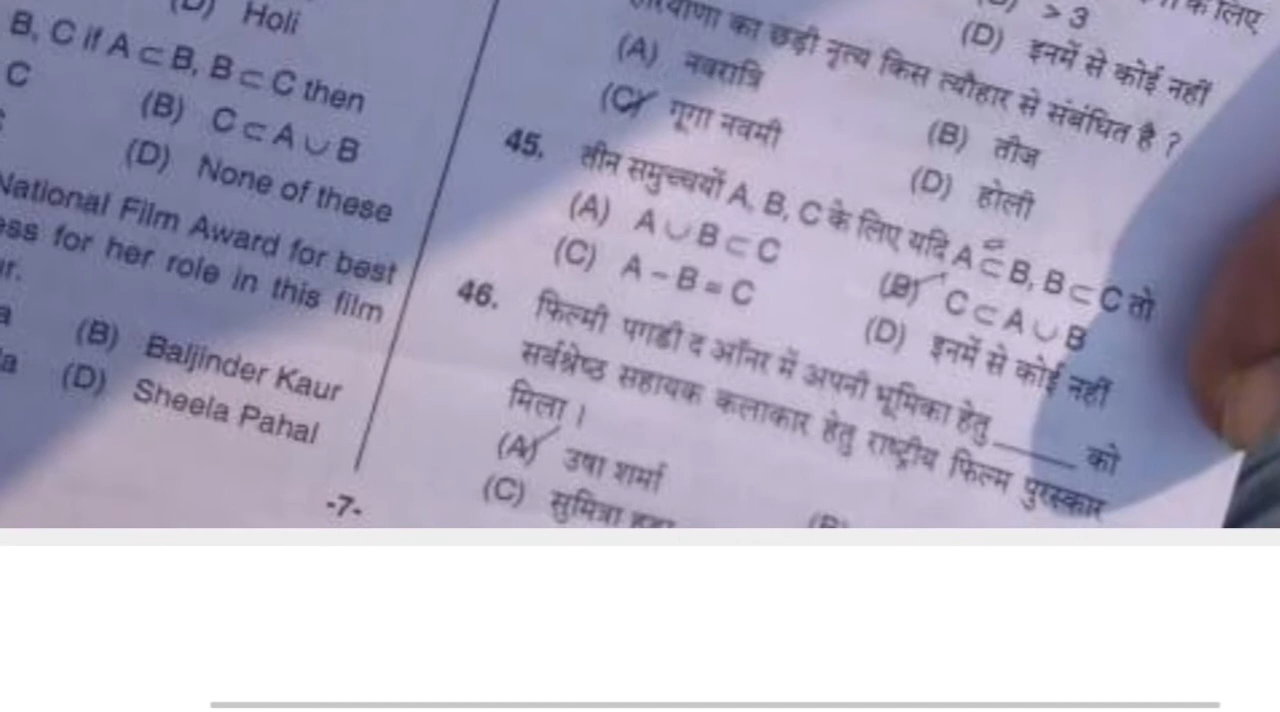 (D) Holi
B, C if A ⊂ B, B ⊂ C then
C
(B) C ⊂ A ∪ B
(D) None of these
National Film Award for best
for her role in this film
(B) Baljinder Kaur
(D) Sheela Pahal
-7-
के लिए
> 3
(D) इनमें से कोई नहीं
हरियाणा का छड़ी नृत्य किस त्यौहार से संबंधित है ?
(A) नवरात्रि
(B) तीज
(C) गूगा नवमी
(D) होली
45. तीन समुच्चयों A, B, C के लिए यदि A ⊂ B, B ⊂ C तो
(A) A ∪ B ⊂ C
(B) C ⊂ A ∪ B
(C) A – B = C
(D) इनमें से कोई नहीं
46. फिल्मी पगडी द ऑनर में अपनी भूमिका हेतु ______ को
सर्वश्रेष्ठ सहायक कलाकार हेतु राष्ट्रीय फिल्म पुरस्कार
मिला ।
(A) उषा शर्मा
(C) सुमित्रा